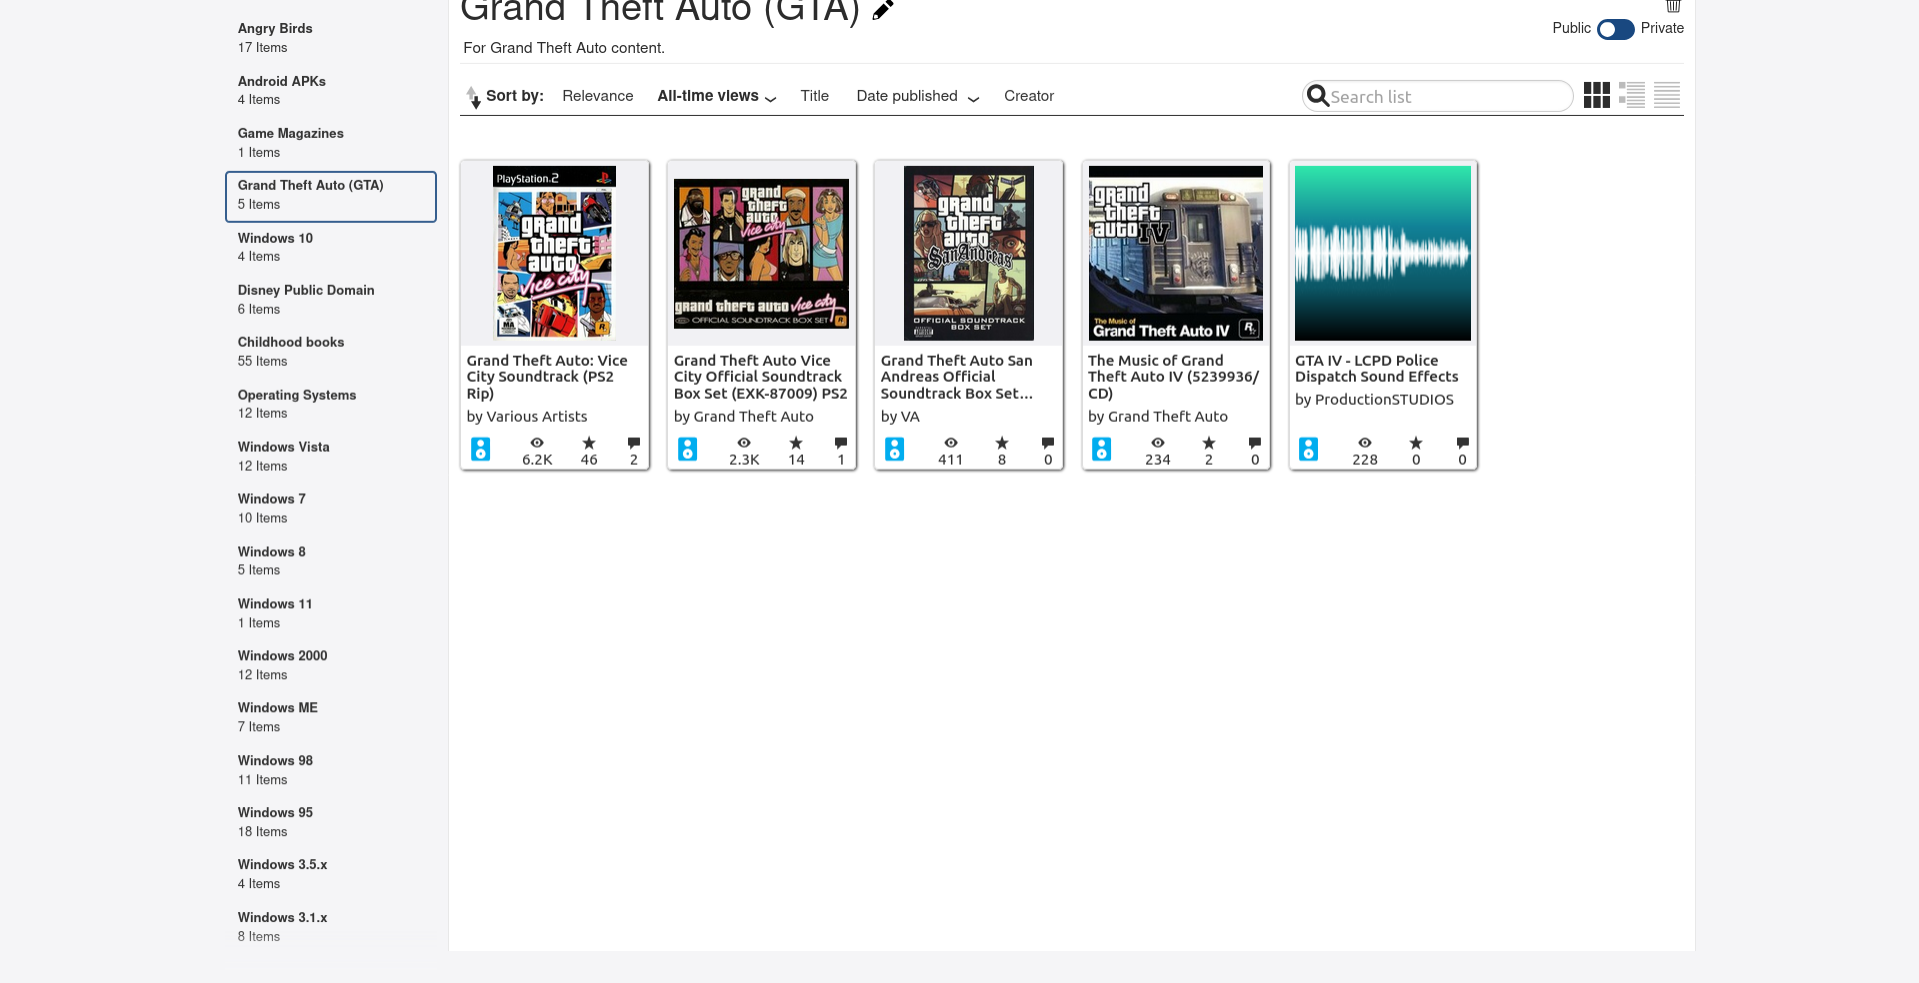 Angry Birds
17 Items
Android APKs
4 Items
Game Magazines
1 Items
Grand Theft Auto (GTA)
5 Items
Windows 10
4 Items
Disney Public Domain
6 Items
Childhood books
55 Items
Operating Systems
12 Items
Windows Vista
12 Items
Windows 7
10 Items
Windows 8
5 Items
Windows 11
1 Items
Windows 2000
12 Items
Windows ME
7 Items
Windows 98
11 Items
Windows 95
18 Items
Windows 3.5.x
4 Items
Windows 3.1.x
8 Items
Grand Theft Auto (GTA)
For Grand Theft Auto content.
Public Private
Sort by: Relevance All-time views Title Date published Creator
Search list
PlayStation.2
grand
theft
auto
vice city
MA
R
Grand Theft Auto: Vice
City Soundtrack (PS2
Rip)
by Various Artists
6.2K 46 2
grand
theft
auto
vice city
grand theft auto vice city
OFFICIAL SOUNDTRACK BOX SET
R
Grand Theft Auto Vice
City Official Soundtrack
Box Set (EXK-87009) PS2
by Grand Theft Auto
2.3K 14 1
grand
theft
auto
San Andreas
OFFICIAL SOUNDTRACK
BOX SET
Grand Theft Auto San
Andreas Official
Soundtrack Box Set...
by VA
411 8 0
grand
theft
auto IV
The Music of
Grand Theft Auto IV
R
The Music of Grand
Theft Auto IV (5239936/
CD)
by Grand Theft Auto
234 2 0
GTA IV - LCPD Police
Dispatch Sound Effects
by ProductionSTUDIOS
228 0 0